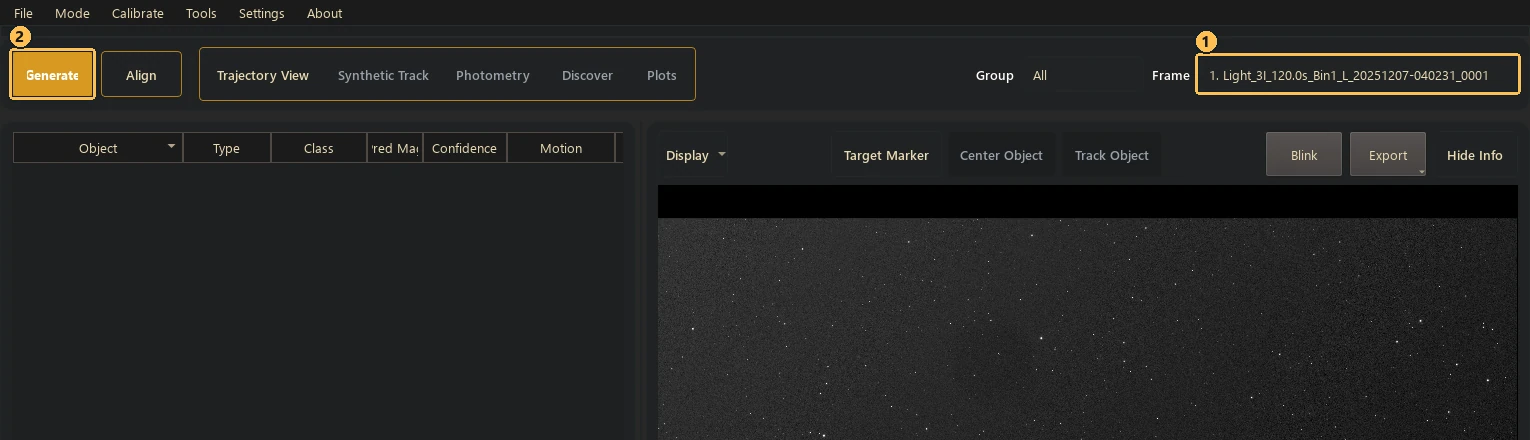 File Mode Calibrate Tools Settings About
2 1
Generate Align Trajectory View Synthetic Track Photometry Discover Plots Group All Frame 1. Light_3I_120.0s_Bin1_L_20251207-040231_0001
Object Type Class Pred Mag Confidence Motion
Display Target Marker Center Object Track Object Blink Export Hide Info